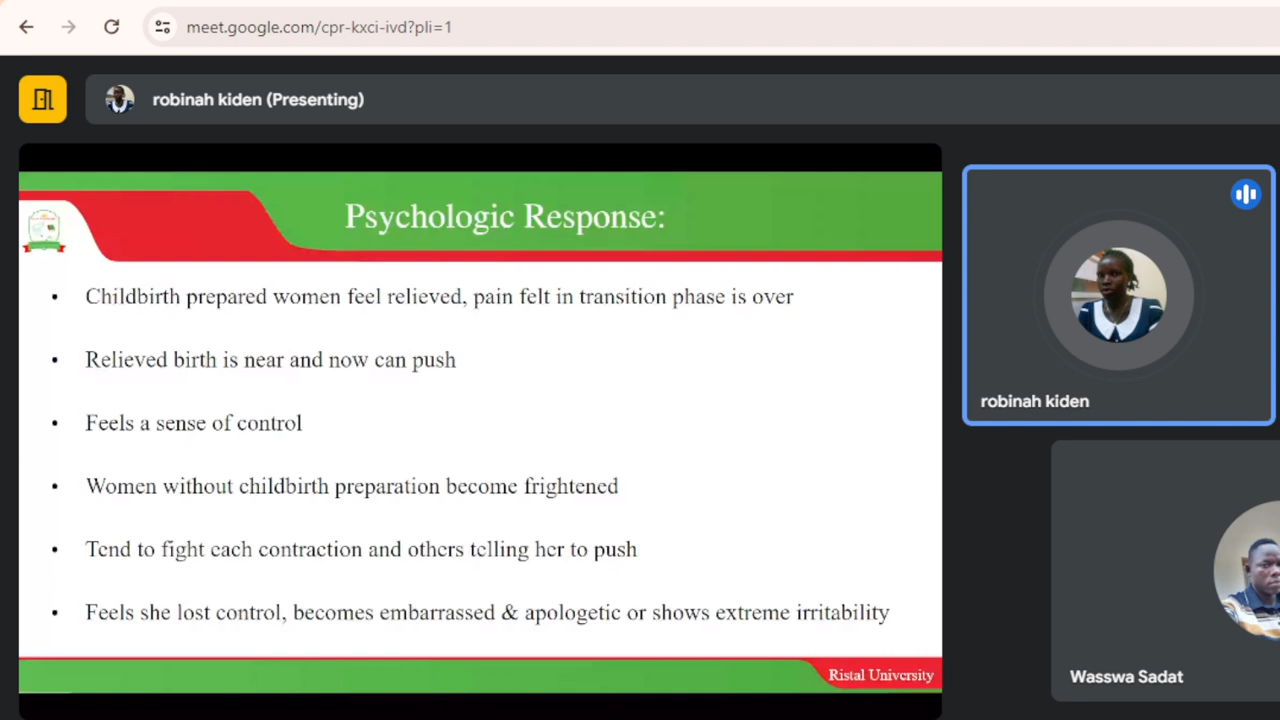 meet.google.com/cpr-kxci-ivd?pli=1
robinah kiden (Presenting)
Psychologic Response:
• Childbirth prepared women feel relieved, pain felt in transition phase is over
• Relieved birth is near and now can push
• Feels a sense of control
• Women without childbirth preparation become frightened
• Tend to fight each contraction and others telling her to push
• Feels she lost control, becomes embarrassed & apologetic or shows extreme irritability
Ristal University
robinah kiden
Wasswa Sadat